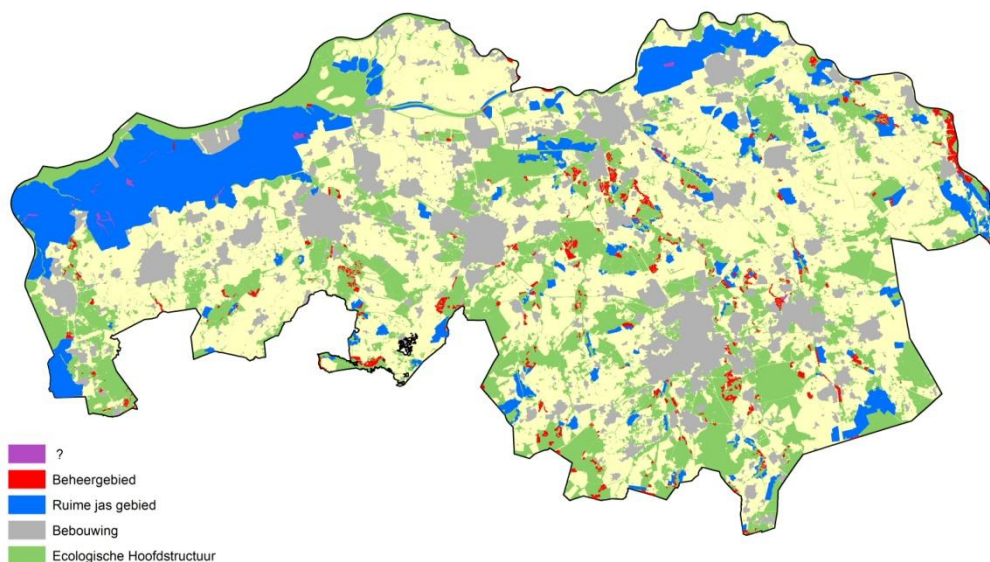 ?
Beheergebied
Ruime jas gebied
Bebouwing
Ecologische Hoofdstructuur